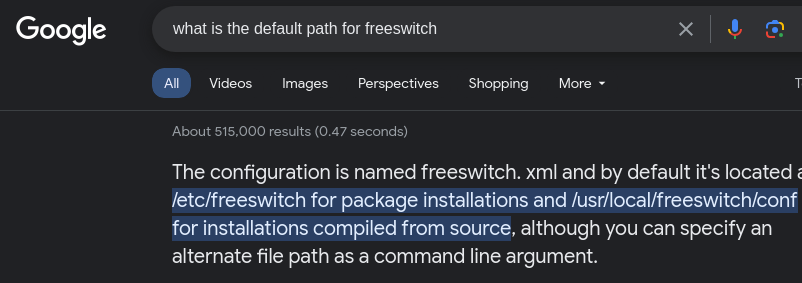 Google
what is the default path for freeswitch
All Videos Images Perspectives Shopping More
About 515,000 results (0.47 seconds)
The configuration is named freeswitch. xml and by default it's located
/etc/freeswitch for package installations and /usr/local/freeswitch/conf
for installations compiled from source, although you can specify an
alternate file path as a command line argument.